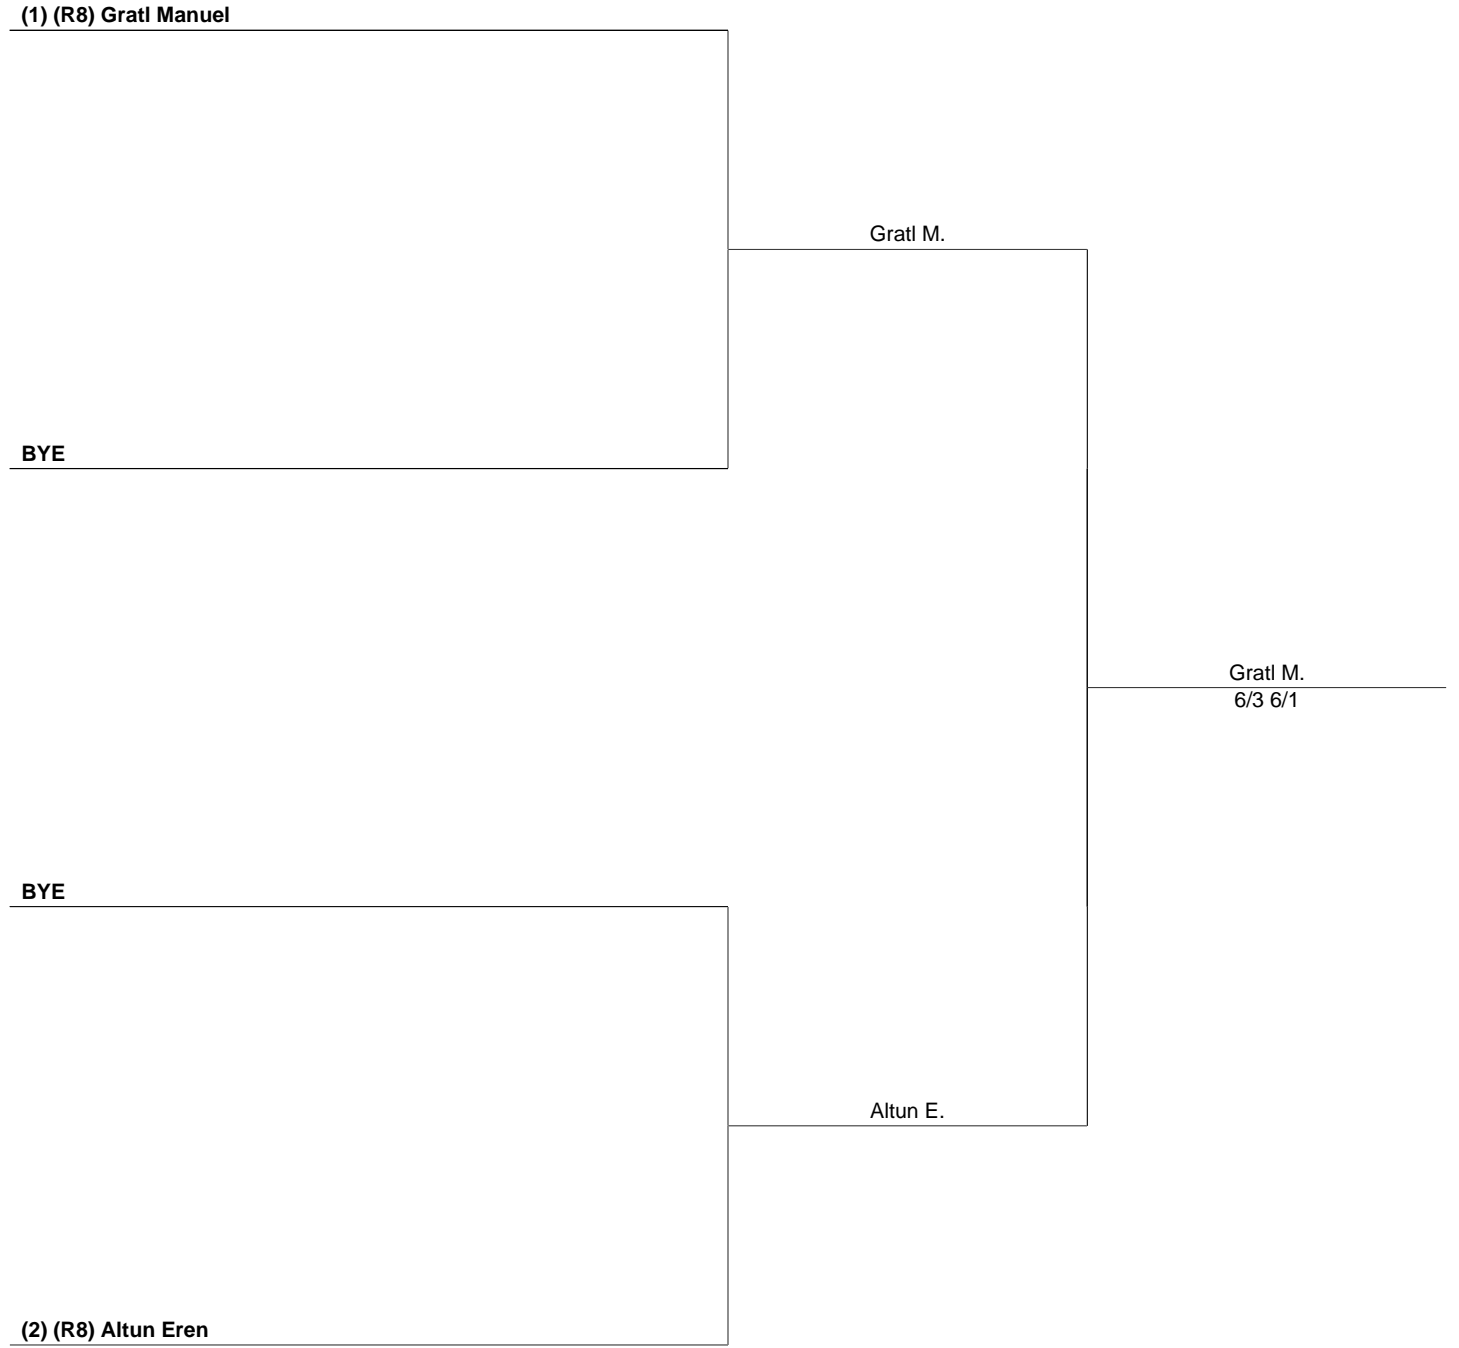 (1) (R8) Gratl Manuel
Gratl M.
BYE
Gratl M.
6/3 6/1
BYE
Altun E.
(2) (R8) Altun Eren